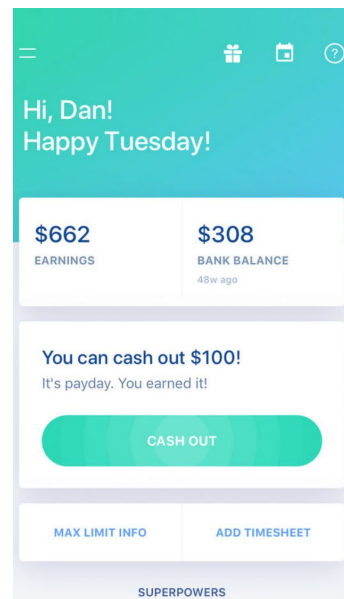 Hi, Dan!
Happy Tuesday!
$662
EARNINGS
$308
BANK BALANCE
48w ago
You can cash out $100!
It's payday. You earned it!
CASH OUT
MAX LIMIT INFO
ADD TIMESHEET
SUPERPOWERS